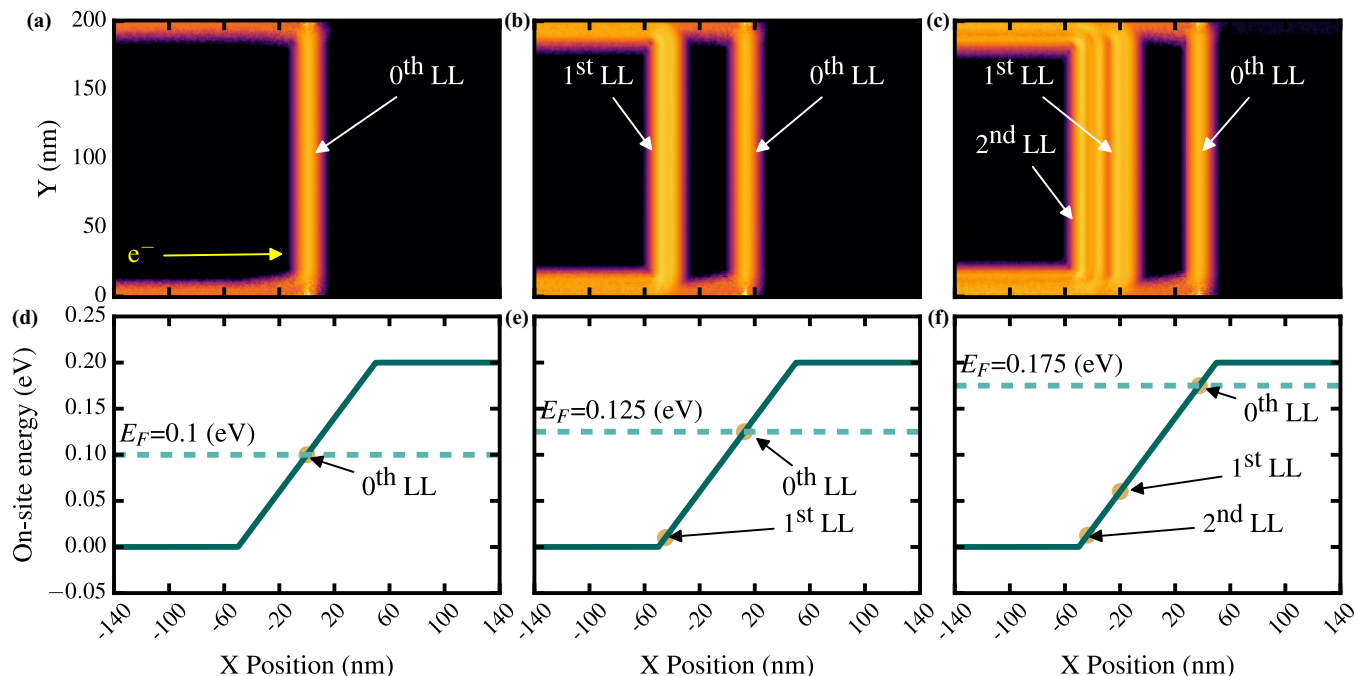 (a)
(b)
(c)
200
150
100
50
0
Y (nm)
0th LL
e−
1st LL
0th LL
1st LL
2nd LL
0th LL
(d)
(e)
(f)
0.25
0.20
0.15
0.10
0.05
0.00
−0.05
On-site energy (eV)
EF=0.1 (eV)
0th LL
EF=0.125 (eV)
0th LL
1st LL
EF=0.175 (eV)
0th LL
1st LL
2nd LL
-140 -100 -60 -20 20 60 100 140
-140 -100 -60 -20 20 60 100 140
-140 -100 -60 -20 20 60 100 140
X Position (nm)
X Position (nm)
X Position (nm)